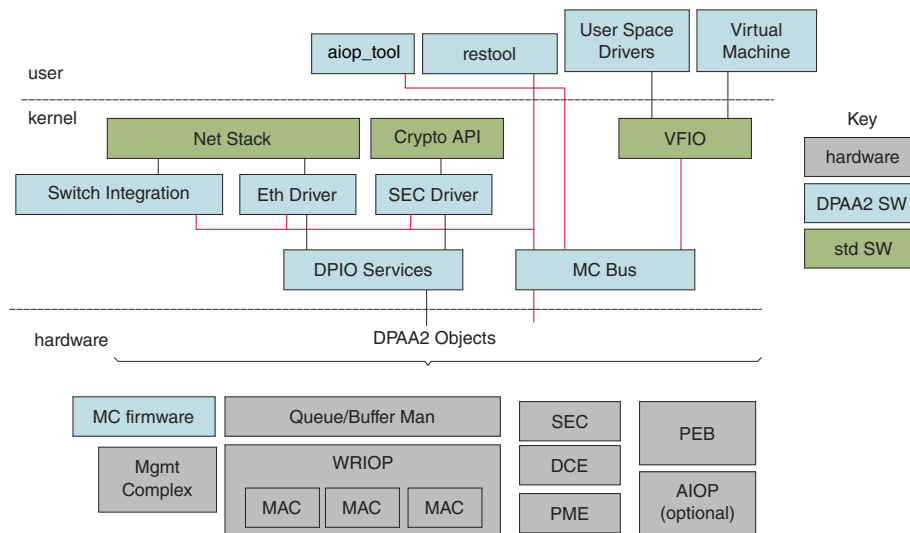 aiop_tool
restool
User Space
Drivers
Virtual
Machine
user
kernel
Net Stack
Crypto API
VFIO
Key
hardware
DPAA2 SW
std SW
Switch Integration
Eth Driver
SEC Driver
DPIO Services
MC Bus
hardware
DPAA2 Objects
MC firmware
Queue/Buffer Man
SEC
PEB
Mgmt
Complex
WRIOP
DCE
MAC
MAC
MAC
PME
AIOP
(optional)